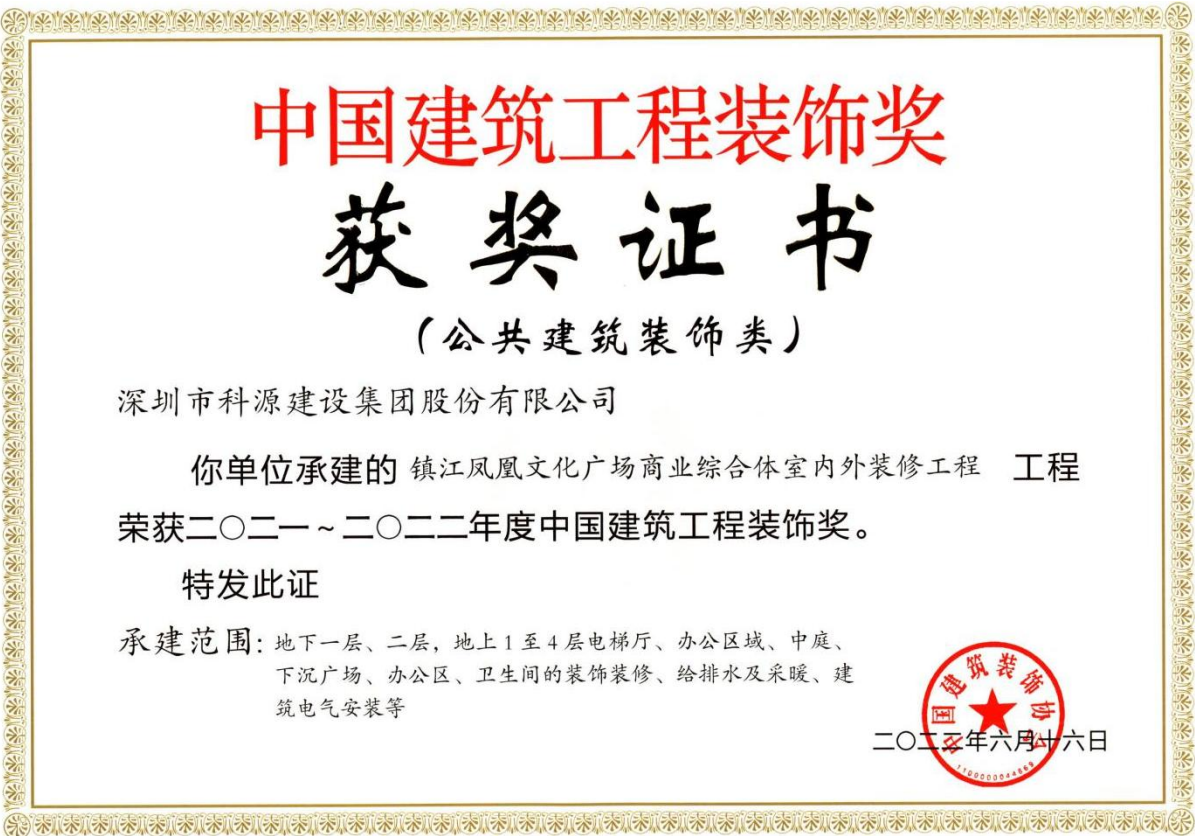 中国建筑工程装饰奖
获奖证书
（公共建筑装饰类）
深圳市科源建设集团股份有限公司
你单位承建的 镇江凤凰文化广场商业综合体室内外装修工程 工程
荣获二〇二一~二〇二二年度中国建筑工程装饰奖。
特发此证
承建范围: 地下一层、二层，地上1至4层电梯厅、办公区域、中庭、
下沉广场、办公区、卫生间的装饰装修、给排水及采暖、建
筑电气安装等
中国建筑装饰协会
二〇二三年六月十六日